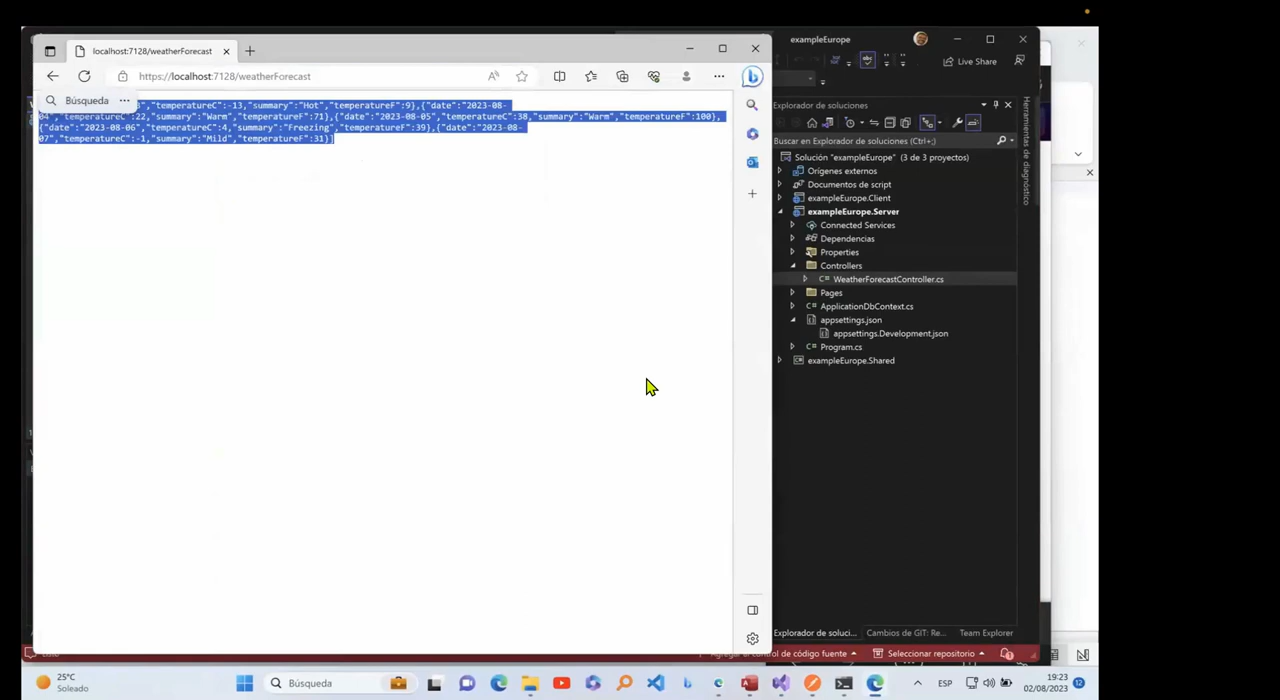 localhost:7128/weatherForecast
https://localhost:7128/weatherForecast
Búsqueda
","temperatureC":-13,"summary":"Hot","temperatureF":9},{"date":"2023-08-
04","temperatureC":22,"summary":"Warm","temperatureF":71},{"date":"2023-08-05","temperatureC":38,"summary":"Warm","temperatureF":100},
{"date":"2023-08-06","temperatureC":4,"summary":"Freezing","temperatureF":39},{"date":"2023-08-
07","temperatureC":-1,"summary":"Mild","temperatureF":31}]
exampleEurope
Live Share
Explorador de soluciones
Buscar en Explorador de soluciones (Ctrl+;)
Solución "exampleEurope" (3 de 3 proyectos)
Orígenes externos
Documentos de script
exampleEurope.Client
exampleEurope.Server
Connected Services
Dependencias
Properties
Controllers
C# WeatherForecastController.cs
Pages
C# ApplicationDbContext.cs
appsettings.json
appsettings.Development.json
C# Program.cs
exampleEurope.Shared
Herramientas de diagnóstico
Explorador de soluci...
Cambios de GIT: Re...
Team Explorer
control de código fuente
Seleccionar repositorio
1
25°C
Soleado
Búsqueda
ESP
19:23
02/08/2023
12